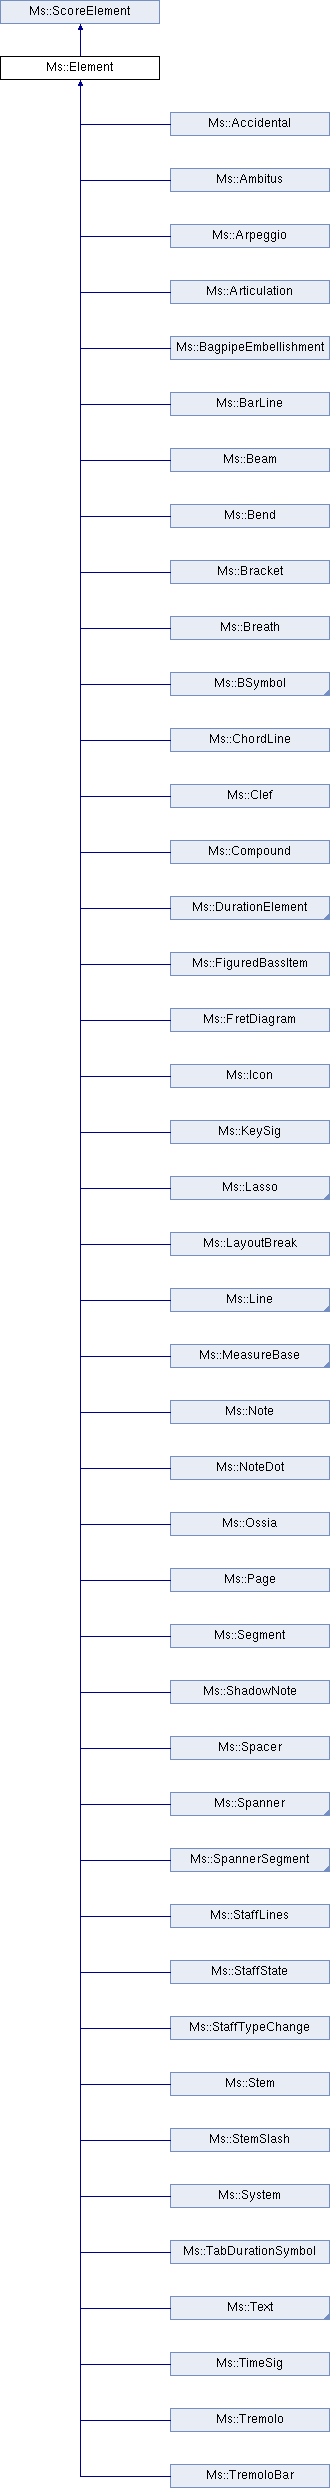 Ms::ScoreElement
Ms::Element
Ms::Accidental
Ms::Ambitus
Ms::Arpeggio
Ms::Articulation
Ms::BagpipeEmbellishment
Ms::BarLine
Ms::Beam
Ms::Bend
Ms::Bracket
Ms::Breath
Ms::BSymbol
Ms::ChordLine
Ms::Clef
Ms::Compound
Ms::DurationElement
Ms::FiguredBassItem
Ms::FretDiagram
Ms::Icon
Ms::KeySig
Ms::Lasso
Ms::LayoutBreak
Ms::Line
Ms::MeasureBase
Ms::Note
Ms::NoteDot
Ms::Ossia
Ms::Page
Ms::Segment
Ms::ShadowNote
Ms::Spacer
Ms::Spanner
Ms::SpannerSegment
Ms::StaffLines
Ms::StaffState
Ms::StaffTypeChange
Ms::Stem
Ms::StemSlash
Ms::System
Ms::TabDurationSymbol
Ms::Text
Ms::TimeSig
Ms::Tremolo
Ms::TremoloBar